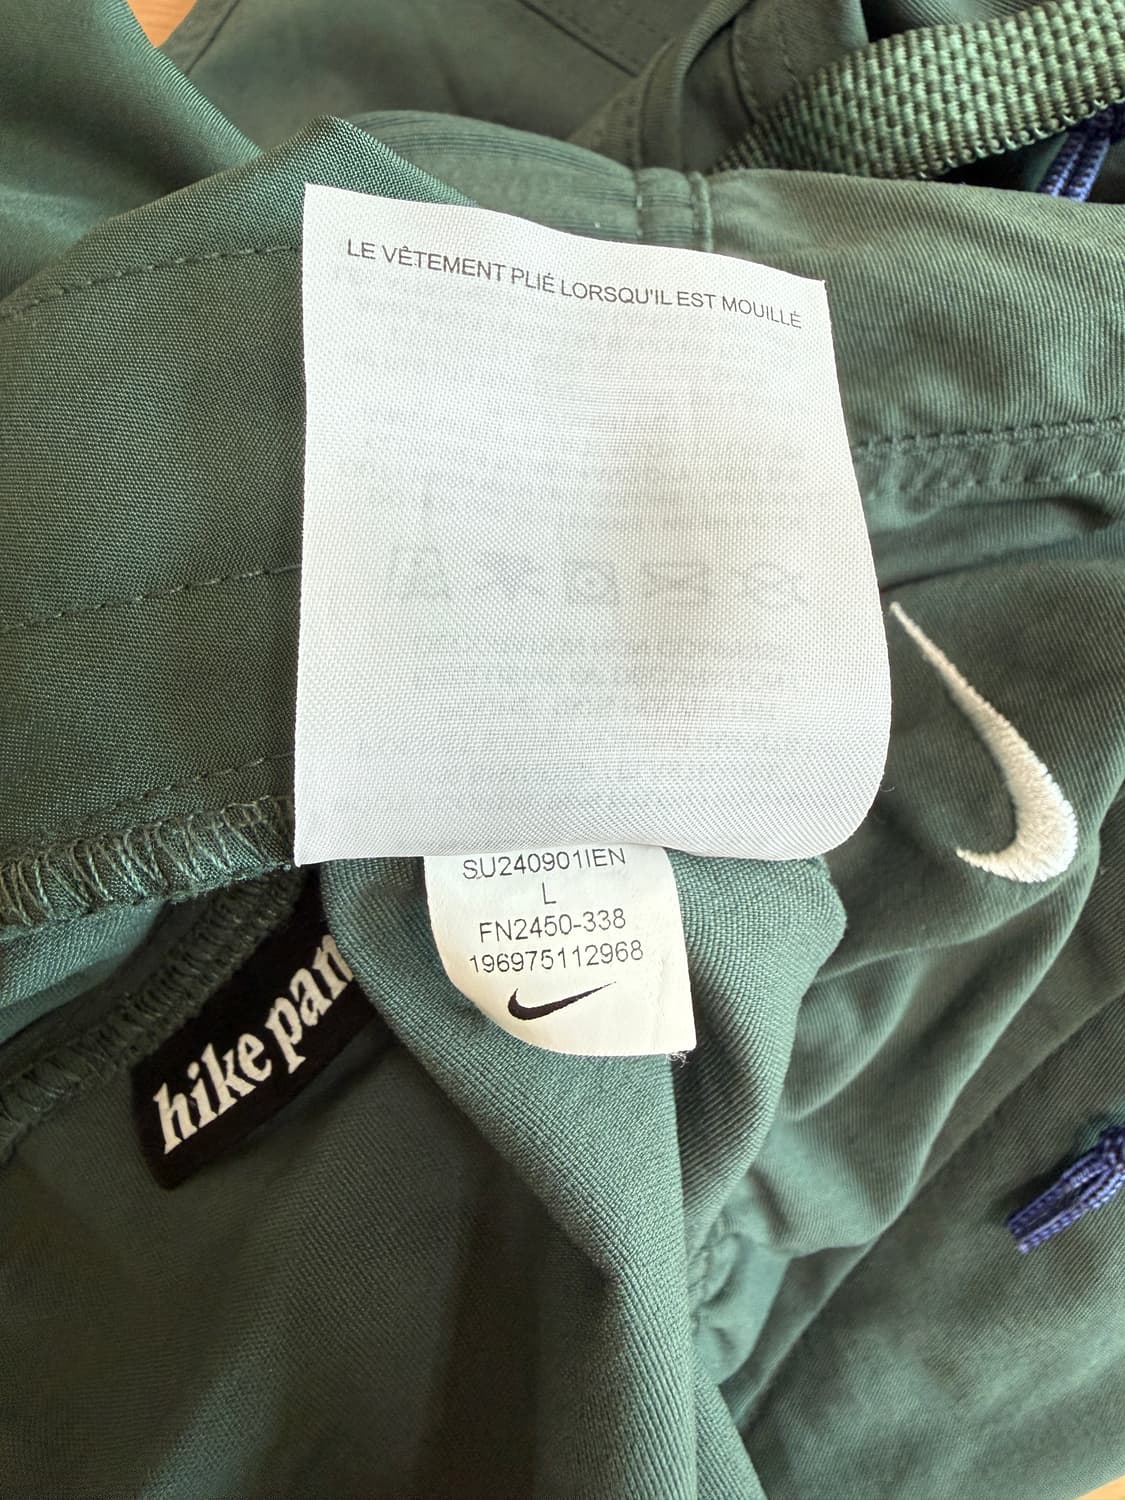 LE VÊTEMENT PLIÉ LORSQU'IL EST MOUILLÉ
SU240901IEN
L
FN2450-338
196975112968
hike pan